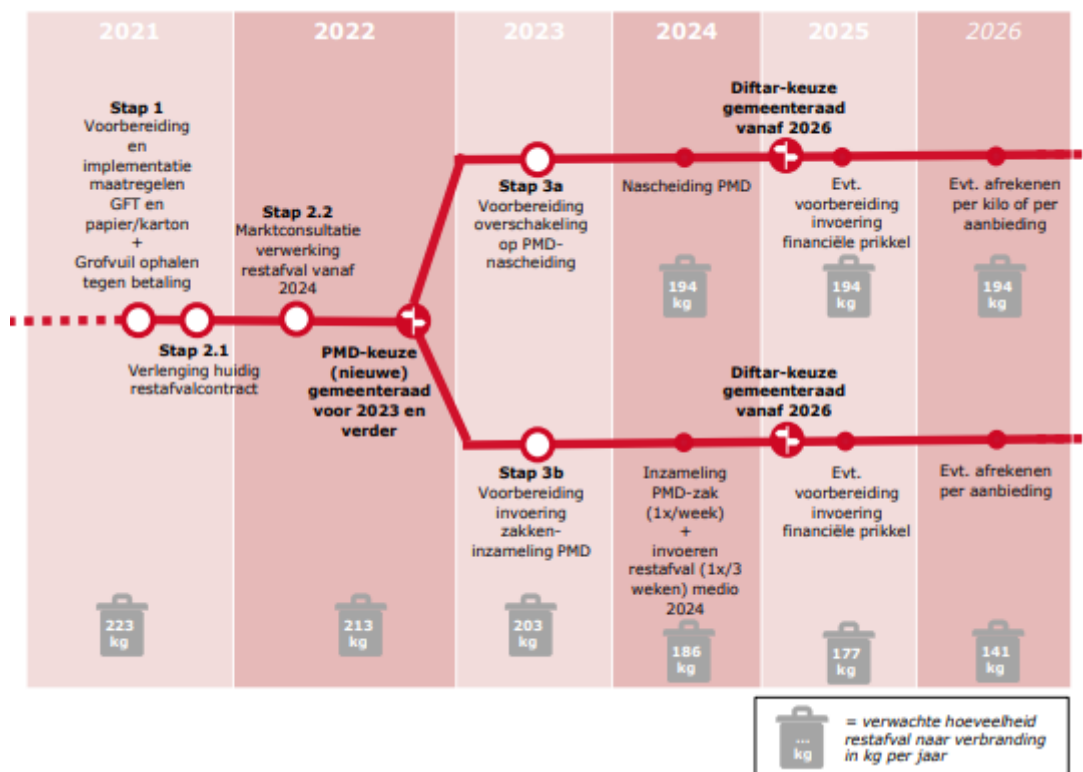 2021
2022
2023
2024
2025
2026
Stap 1
Voorbereiding
en
implementatie
maatregelen
GFT en
papier/karton
+
Grofvuil ophalen
tegen betaling
Stap 2.1
Verlenging huidig
restafvalcontract
Stap 2.2
Marktconsultatie
verwerking
restafval vanaf
2024
PMD-keuze
(nieuwe)
gemeenteraad
voor 2023 en
verder
Stap 3a
Voorbereiding
overschakeling
op PMD-
nascheiding
Nascheiding PMD
194
kg
Diftar-keuze
gemeenteraad
vanaf 2026
Evt.
voorbereiding
invoering
financiële prikkel
194
kg
Evt. afrekenen
per kilo of per
aanbieding
194
kg
Stap 3b
Voorbereiding
invoering
zakken-
inzameling PMD
Inzameling
PMD-zak
(1x/week)
+
invoeren
restafval (1x/3
weken) medio
2024
Diftar-keuze
gemeenteraad
vanaf 2026
Evt.
voorbereiding
invoering
financiële prikkel
Evt. afrekenen
per aanbieding
223
kg
213
kg
203
kg
186
kg
177
kg
141
kg
...
kg
= verwachte hoeveelheid
restafval naar verbranding
in kg per jaar